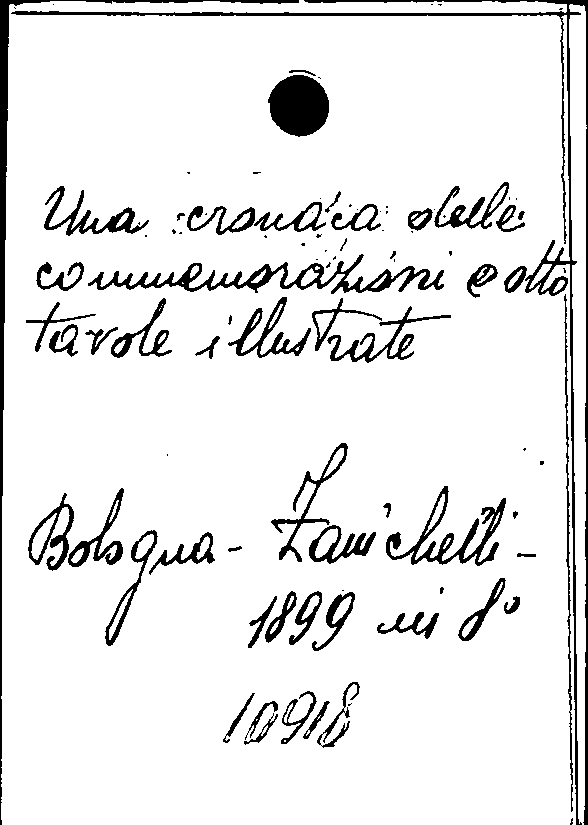 Una cronaca delle
commemorazioni e otto
tavole illustrate
Bologna - Zanichelli -
1899 in 8°
10918